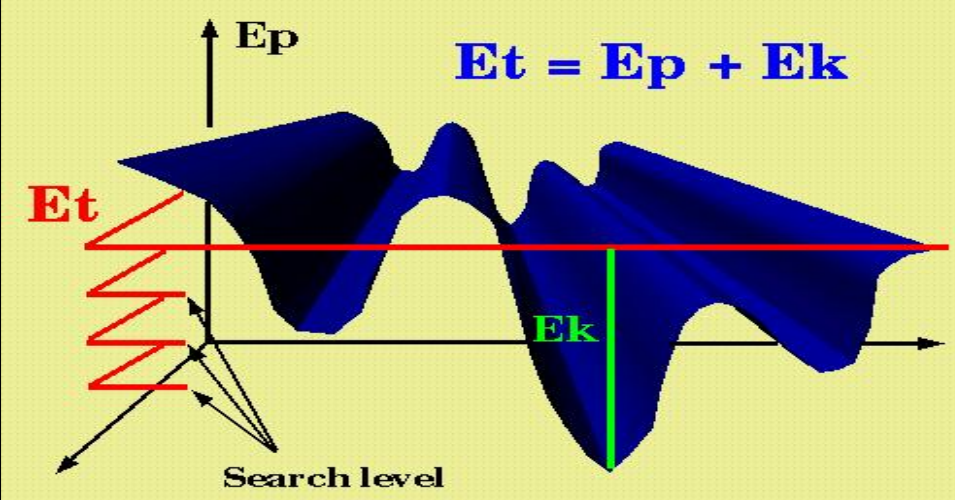 Ep
Et = Ep + Ek
Et
Ek
Search level